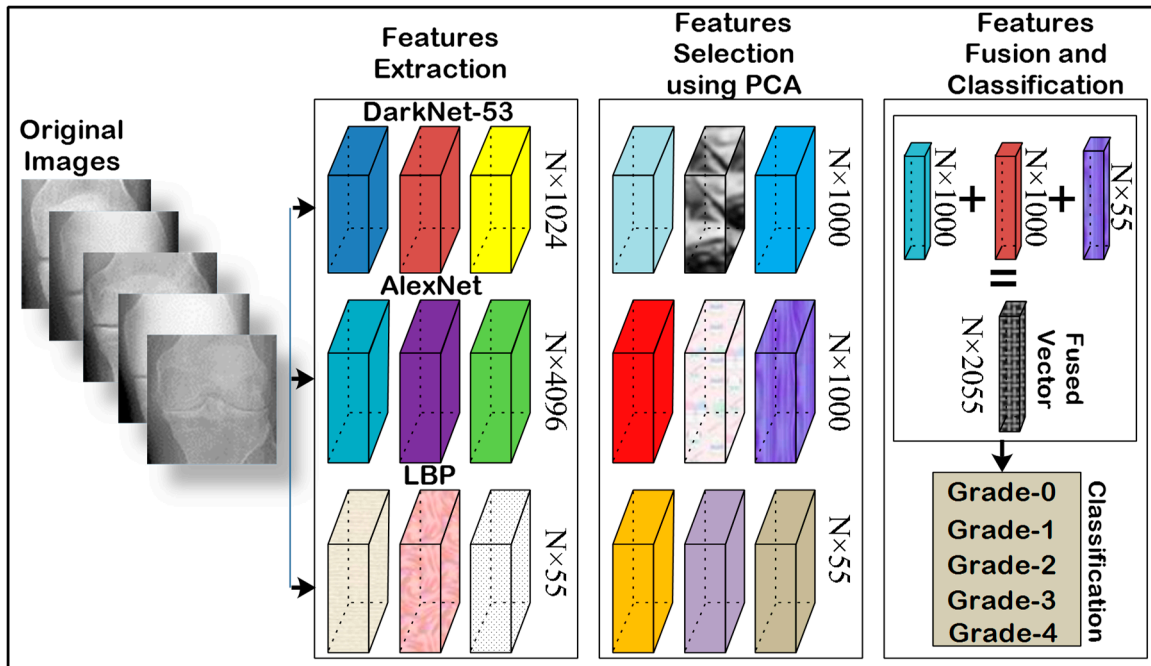 Original
Images
Features
Extraction
DarkNet-53
N×1024
AlexNet
N×4096
LBP
N×55
Features
Selection
using PCA
N×1000
N×1000
N×55
Features
Fusion and
Classification
N×1000
+
N×1000
+
N×55
=
N×2055
Fused
Vector
Grade-0
Grade-1
Grade-2
Grade-3
Grade-4
Classification